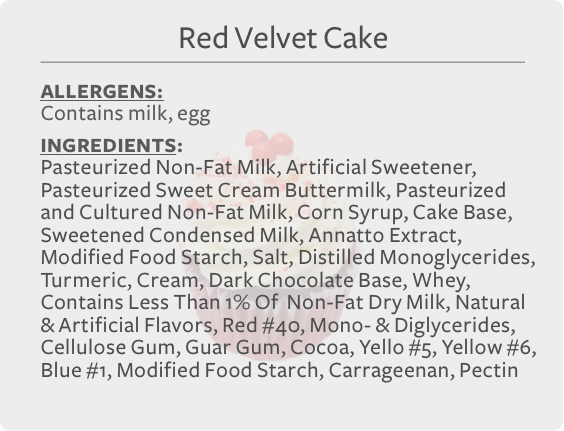 Red Velvet Cake
ALLERGENS:
Contains milk, egg
INGREDIENTS:
Pasteurized Non-Fat Milk, Artificial Sweetener,
Pasteurized Sweet Cream Buttermilk, Pasteurized
and Cultured Non-Fat Milk, Corn Syrup, Cake Base,
Sweetened Condensed Milk, Annatto Extract,
Modified Food Starch, Salt, Distilled Monoglycerides,
Turmeric, Cream, Dark Chocolate Base, Whey,
Contains Less Than 1% Of Non-Fat Dry Milk, Natural
& Artificial Flavors, Red #40, Mono- & Diglycerides,
Cellulose Gum, Guar Gum, Cocoa, Yello #5, Yellow #6,
Blue #1, Modified Food Starch, Carrageenan, Pectin